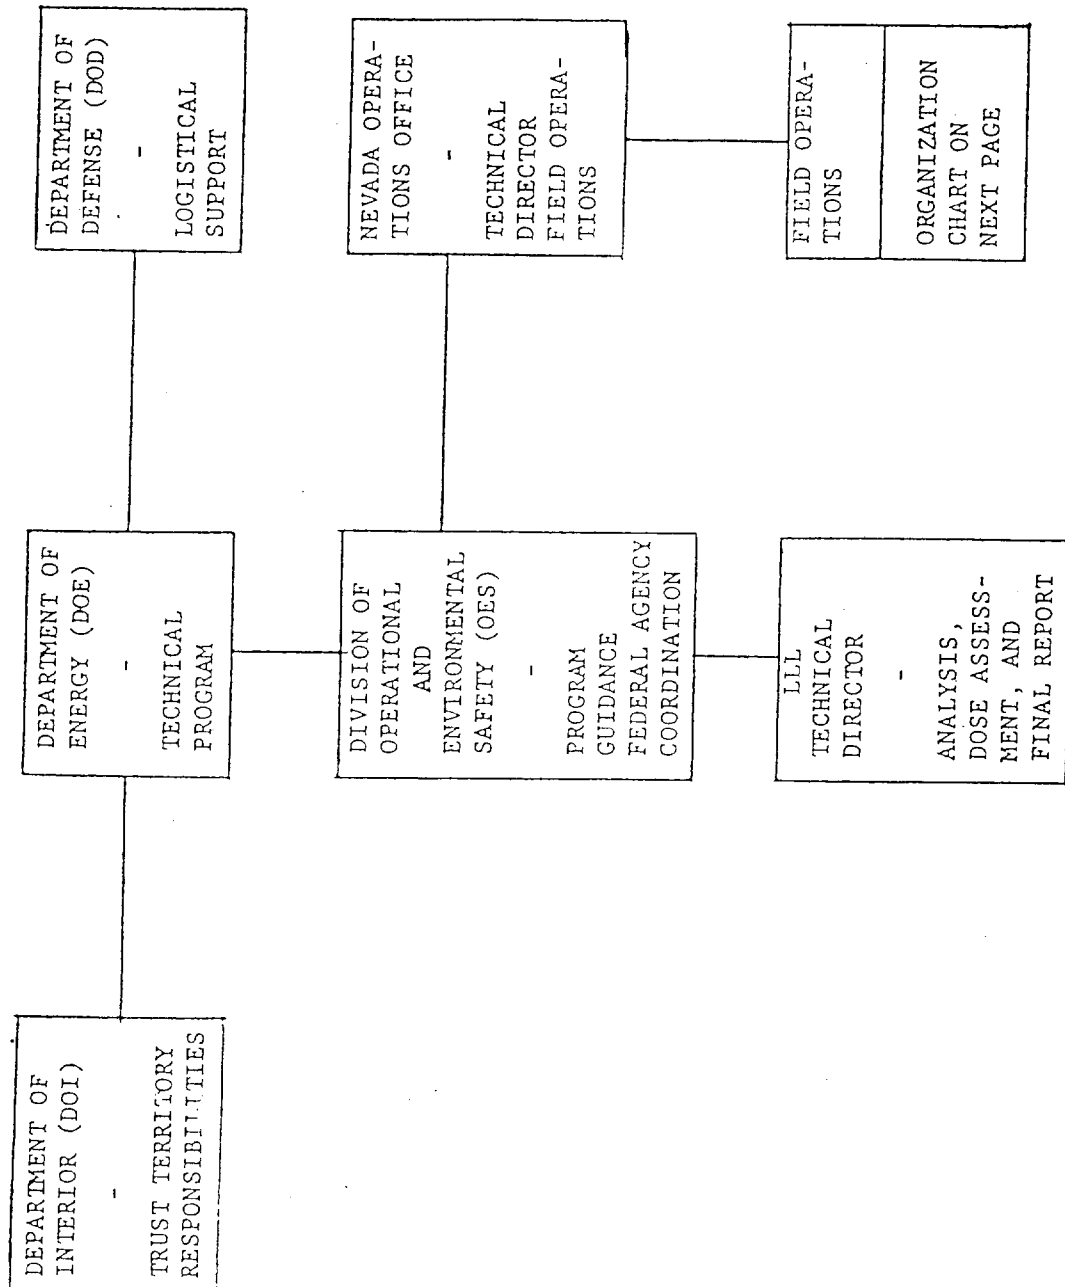 DEPARTMENT OF
INTERIOR (DOI)
-
TRUST TERRITORY
RESPONSIBILITIES
DEPARTMENT OF
ENERGY (DOE)
-
TECHNICAL
PROGRAM
DEPARTMENT OF
DEFENSE (DOD)
-
LOGISTICAL
SUPPORT
DIVISION OF
OPERATIONAL
AND
ENVIRONMENTAL
SAFETY (OES)
-
PROGRAM
GUIDANCE
FEDERAL AGENCY
COORDINATION
NEVADA OPERA-
TIONS OFFICE
-
TECHNICAL
DIRECTOR
FIELD OPERA-
TIONS
LLL
TECHNICAL
DIRECTOR
-
ANALYSIS,
DOSE ASSESS-
MENT, AND
FINAL REPORT
FIELD OPERA-
TIONS
ORGANIZATION
CHART ON
NEXT PAGE